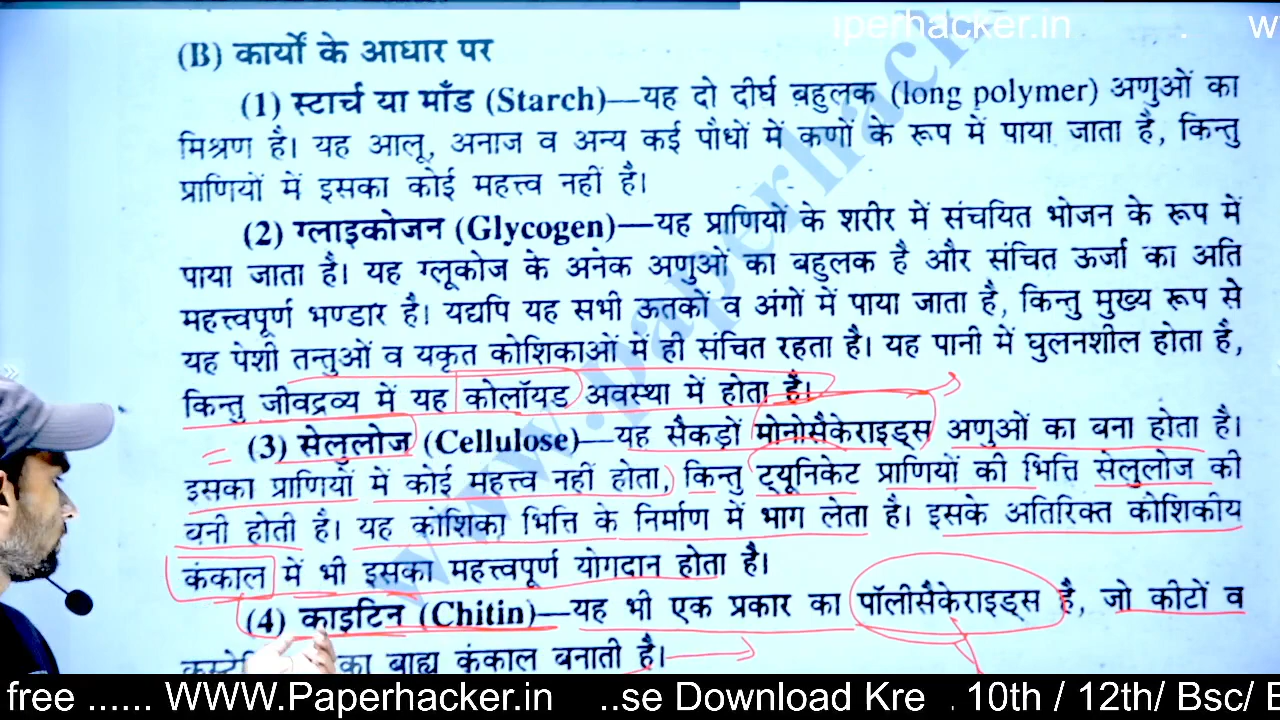 iperhacker.in . w
(B) कार्यों के आधार पर
(1) स्टार्च या माँड (Starch)—यह दो दीर्घ बहुलक (long polymer) अणुओं का
मिश्रण है। यह आलू, अनाज व अन्य कई पौधों में कणों के रूप में पाया जाता है, किन्तु
प्राणियों में इसका कोई महत्त्व नहीं है।
(2) ग्लाइकोजन (Glycogen)—यह प्राणियों के शरीर में संचयित भोजन के रूप में
पाया जाता है। यह ग्लूकोज के अनेक अणुओं का बहुलक है और संचित ऊर्जा का अति
महत्त्वपूर्ण भण्डार है। यद्यपि यह सभी ऊतकों व अंगों में पाया जाता है, किन्तु मुख्य रूप से
यह पेशी तन्तुओं व यकृत कोशिकाओं में ही संचित रहता है। यह पानी में घुलनशील होता है,
किन्तु जीवद्रव्य में यह कोलॉयड अवस्था में होता है।
(3) सेलुलोज (Cellulose)—यह सैकड़ों मोनोसैकेराइड्स अणुओं का बना होता है।
इसका प्राणियों में कोई महत्त्व नहीं होता, किन्तु ट्यूनिकेट प्राणियों की भित्ति सेलुलोज की
बनी होती है। यह कोशिका भित्ति के निर्माण में भाग लेता है। इसके अतिरिक्त कोशिकीय
कंकाल में भी इसका महत्त्वपूर्ण योगदान होता है।
(4) काइटिन (Chitin)—यह भी एक प्रकार का पॉलीसैकेराइड्स है, जो कीटों व
का बाह्य कंकाल बनाती है।
www.paperhack
free ...... WWW.Paperhacker.in ..se Download Kre . 10th / 12th/ Bsc/ B